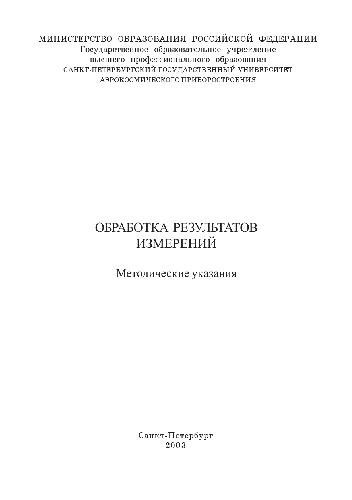 МИНИСТЕРСТВО ОБРАЗОВАНИЯ РОССИЙСКОЙ ФЕДЕРАЦИИ
Государственное образовательное учреждение
высшего профессионального образования
САНКТ-ПЕТЕРБУРГСКИЙ ГОСУДАРСТВЕННЫЙ УНИВЕРСИТЕТ
АЭРОКОСМИЧЕСКОГО ПРИБОРОСТРОЕНИЯ
ОБРАБОТКА РЕЗУЛЬТАТОВ
ИЗМЕРЕНИЙ
Методические указания
Санкт-Петербург
2003